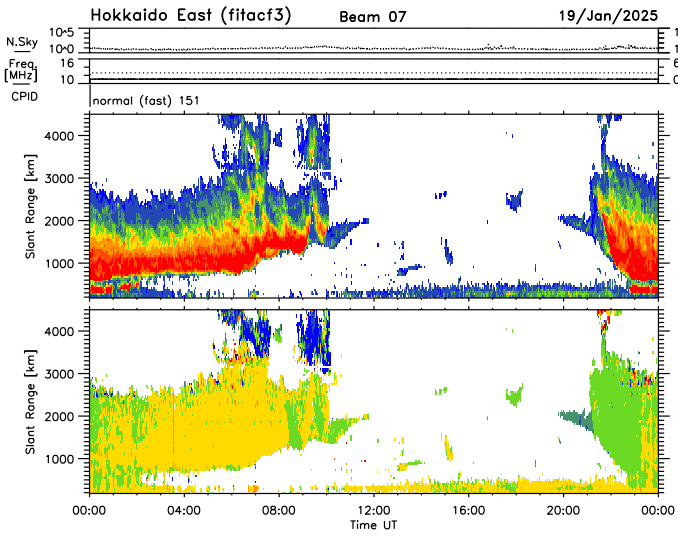 Hokkaido East (fitacf3) Beam 07 19/Jan/2025
N.Sky 10^5 10^0 1 1
Freq. [MHz] 16 10 6 0
CPID normal (fast) 151
Slant Range [km] 4000 3000 2000 1000
Slant Range [km] 4000 3000 2000 1000
00:00 04:00 08:00 12:00 16:00 20:00 00:00
Time UT